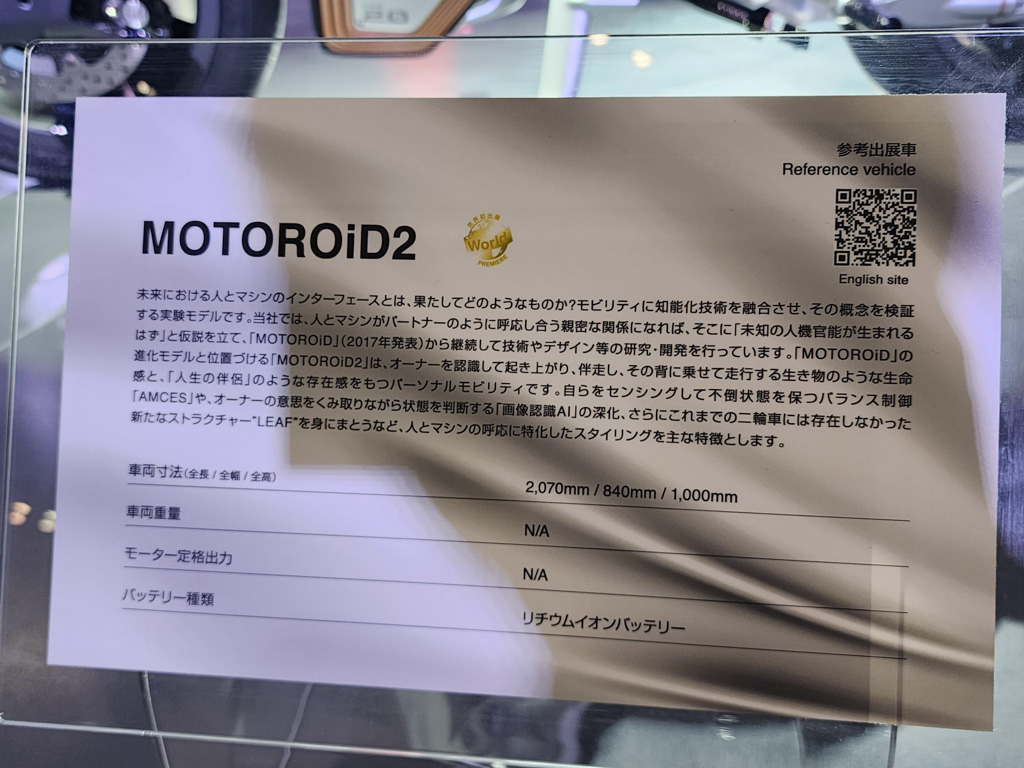 参考出展車
Reference vehicle
English site
MOTOROiD2
世界初出展
World
PREMIERE
未来における人とマシンのインターフェースとは、果たしてどのようなものか?モビリティに知能化技術を融合させ、その概念を検証
する実験モデルです。当社では、人とマシンがパートナーのように呼応し合う親密な関係になれば、そこに「未知の人機官能が生まれる
はず」と仮説を立て、「MOTOROiD」(2017年発表)から継続して技術やデザイン等の研究・開発を行っています。「MOTOROiD」の
進化モデルと位置づける「MOTOROiD2」は、オーナーを認識して起き上がり、伴走し、その背に乗せて走行する生き物のような生命
感と、「人生の伴侶」のような存在感をもつパーソナルモビリティです。自らをセンシングして不倒状態を保つバランス制御
「AMCES」や、オーナーの意思をくみ取りながら状態を判断する「画像認識AI」の深化、さらにこれまでの二輪車には存在しなかった
新たなストラクチャー"LEAF"を身にまとうなど、人とマシンの呼応に特化したスタイリングを主な特徴とします。
車両寸法(全長 / 全幅 / 全高) 2,070mm / 840mm / 1,000mm
車両重量 N/A
モーター定格出力 N/A
バッテリー種類 リチウムイオンバッテリー